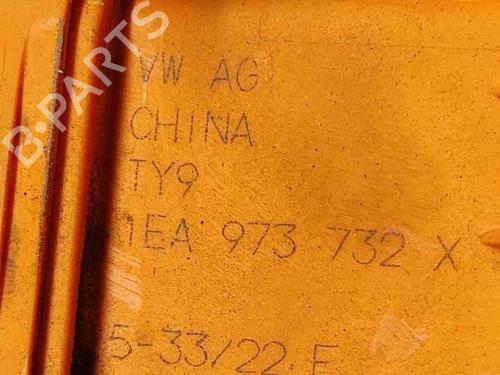 B-PARTS
VW AG
CHINA
TY9
1EA 973 732 X
5-33/22 F